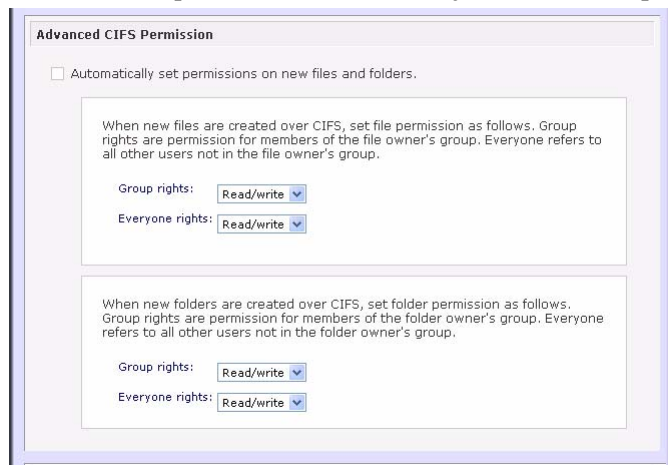 Advanced CIFS Permission
Automatically set permissions on new files and folders.
When new files are created over CIFS, set file permission as follows. Group
rights are permission for members of the file owner's group. Everyone refers to
all other users not in the file owner's group.
Group rights: Read/write
Everyone rights: Read/write
When new folders are created over CIFS, set folder permission as follows.
Group rights are permission for members of the folder owner's group. Everyone
refers to all other users not in the folder owner's group.
Group rights: Read/write
Everyone rights: Read/write